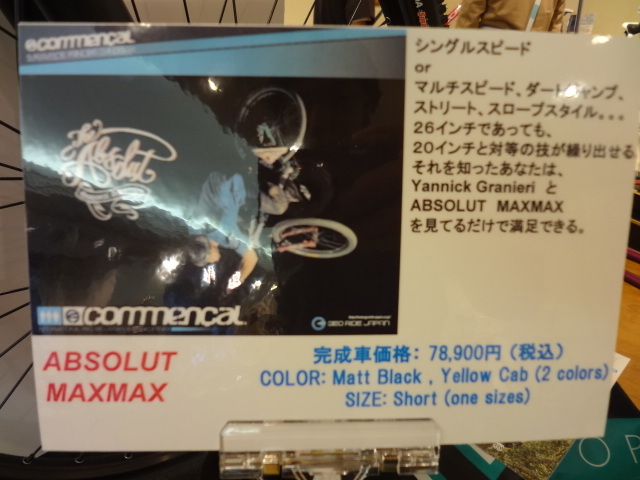 commencal
シングルスピード
or
マルチスピード、ダートジャンプ、
ストリート、スロープスタイル。。。
26インチであっても、
20インチと対等の技が繰り出せる
それを知ったあなたは、
Yannick Granieri と
ABSOLUT MAXMAX
を見てるだけで満足できる。
the Absolut
commencal
360 RIDE JAPAN
ABSOLUT
MAXMAX
完成車価格: 78,900円 (税込)
COLOR: Matt Black , Yellow Cab (2 colors)
SIZE: Short (one sizes)